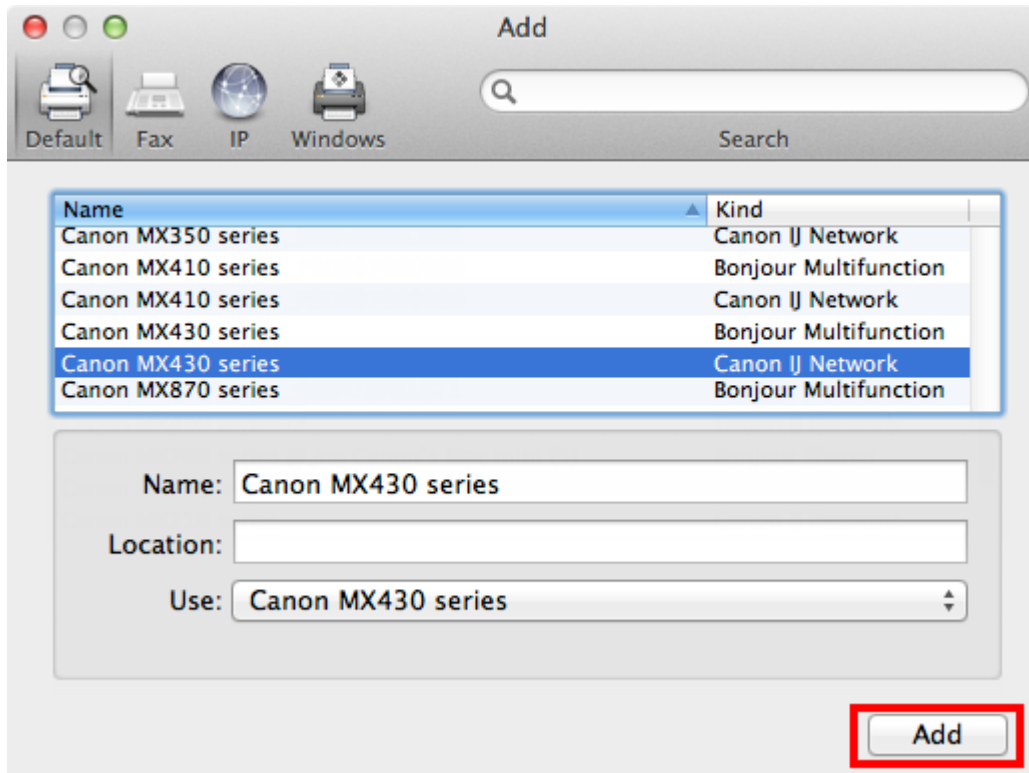 Add
Default Fax IP Windows Search
Name Kind
Canon MX350 series Canon IJ Network
Canon MX410 series Bonjour Multifunction
Canon MX410 series Canon IJ Network
Canon MX430 series Bonjour Multifunction
Canon MX430 series Canon IJ Network
Canon MX870 series Bonjour Multifunction
Name: Canon MX430 series
Location:
Use: Canon MX430 series
Add